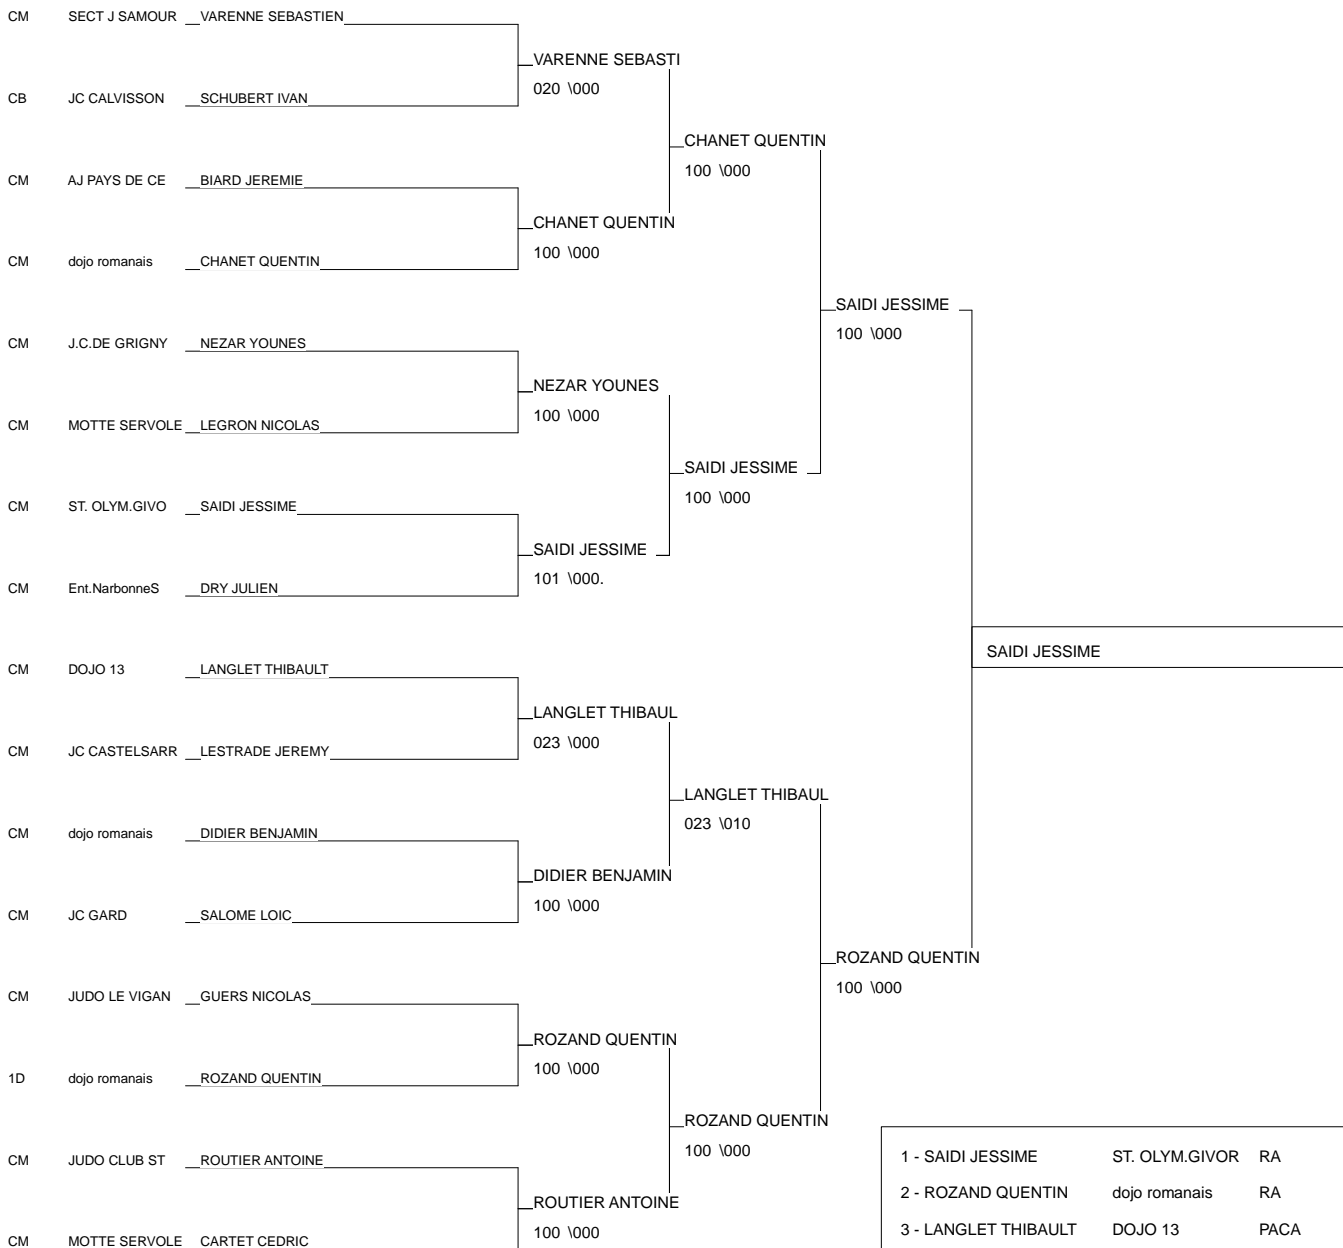 CM SECT J SAMOUR VARENNE SEBASTIEN
VARENNE SEBASTI
020 \000
CB JC CALVISSON SCHUBERT IVAN
CHANET QUENTIN
100 \000
CM AJ PAYS DE CE BIARD JEREMIE
CHANET QUENTIN
100 \000
CM dojo romanais CHANET QUENTIN
SAIDI JESSIME
100 \000
CM J.C.DE GRIGNY NEZAR YOUNES
NEZAR YOUNES
100 \000
CM MOTTE SERVOLE LEGRON NICOLAS
SAIDI JESSIME
100 \000
CM ST. OLYM.GIVO SAIDI JESSIME
SAIDI JESSIME
101 \000.
CM Ent.NarbonneS DRY JULIEN
SAIDI JESSIME
CM DOJO 13 LANGLET THIBAULT
LANGLET THIBAUL
023 \000
CM JC CASTELSARR LESTRADE JEREMY
LANGLET THIBAUL
023 \010
CM dojo romanais DIDIER BENJAMIN
DIDIER BENJAMIN
100 \000
CM JC GARD SALOME LOIC
ROZAND QUENTIN
100 \000
CM JUDO LE VIGAN GUERS NICOLAS
ROZAND QUENTIN
100 \000
1D dojo romanais ROZAND QUENTIN
ROZAND QUENTIN
100 \000
CM JUDO CLUB ST ROUTIER ANTOINE
ROUTIER ANTOINE
100 \000
CM MOTTE SERVOLE CARTET CEDRIC
1 - SAIDI JESSIME ST. OLYM.GIVOR RA
2 - ROZAND QUENTIN dojo romanais RA
3 - LANGLET THIBAULT DOJO 13 PACA